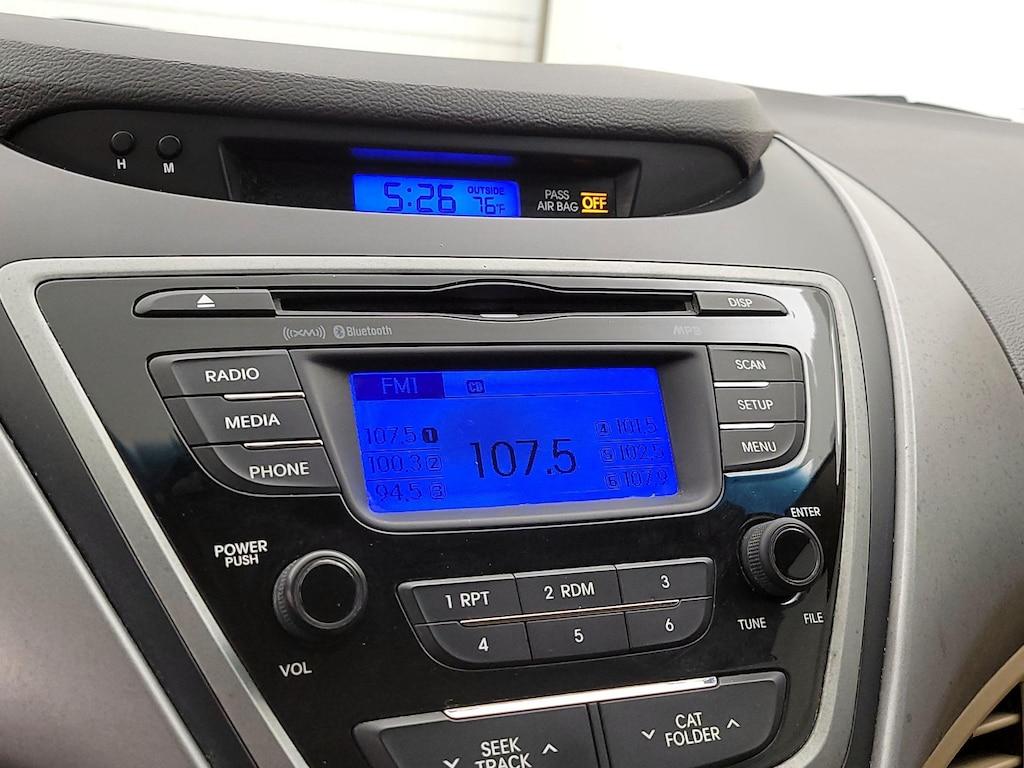 H M
5:26 OUTSIDE 76°F
PASS AIR BAG OFF
DISP
((XM)) Bluetooth MP3
RADIO
MEDIA
PHONE
FM1 CD
107.5 1
100.3 2
94.5 3
107.5
4 101.5
5 102.5
6 107.9
SCAN
SETUP
MENU
POWER
PUSH
VOL
1 RPT 2 RDM 3
4 5 6
ENTER
TUNE FILE
SEEK
TRACK
CAT
FOLDER